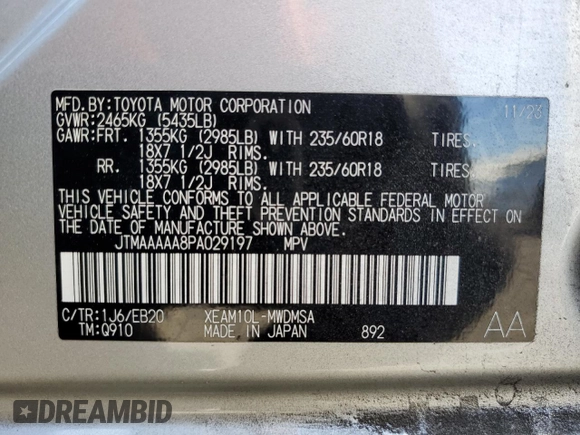 MFD. BY: TOYOTA MOTOR CORPORATION 11/23
GVWR: 2465KG (5435LB)
GAWR: FRT. 1355KG (2985LB) WITH 235/60R18 TIRES.
18X7 1/2J RIMS.
RR. 1355KG (2985LB) WITH 235/60R18 TIRES.
18X7 1/2J RIMS.
THIS VEHICLE CONFORMS TO ALL APPLICABLE FEDERAL MOTOR
VEHICLE SAFETY AND THEFT PREVENTION STANDARDS IN EFFECT ON
THE DATE OF MANUFACTURE SHOWN ABOVE.
JTMAAAAA8PA029197 MPV
C/TR: 1J6/EB20 XEAM10L-MWDMSA AA
TM: Q910 MADE IN JAPAN 892
DREAMBID